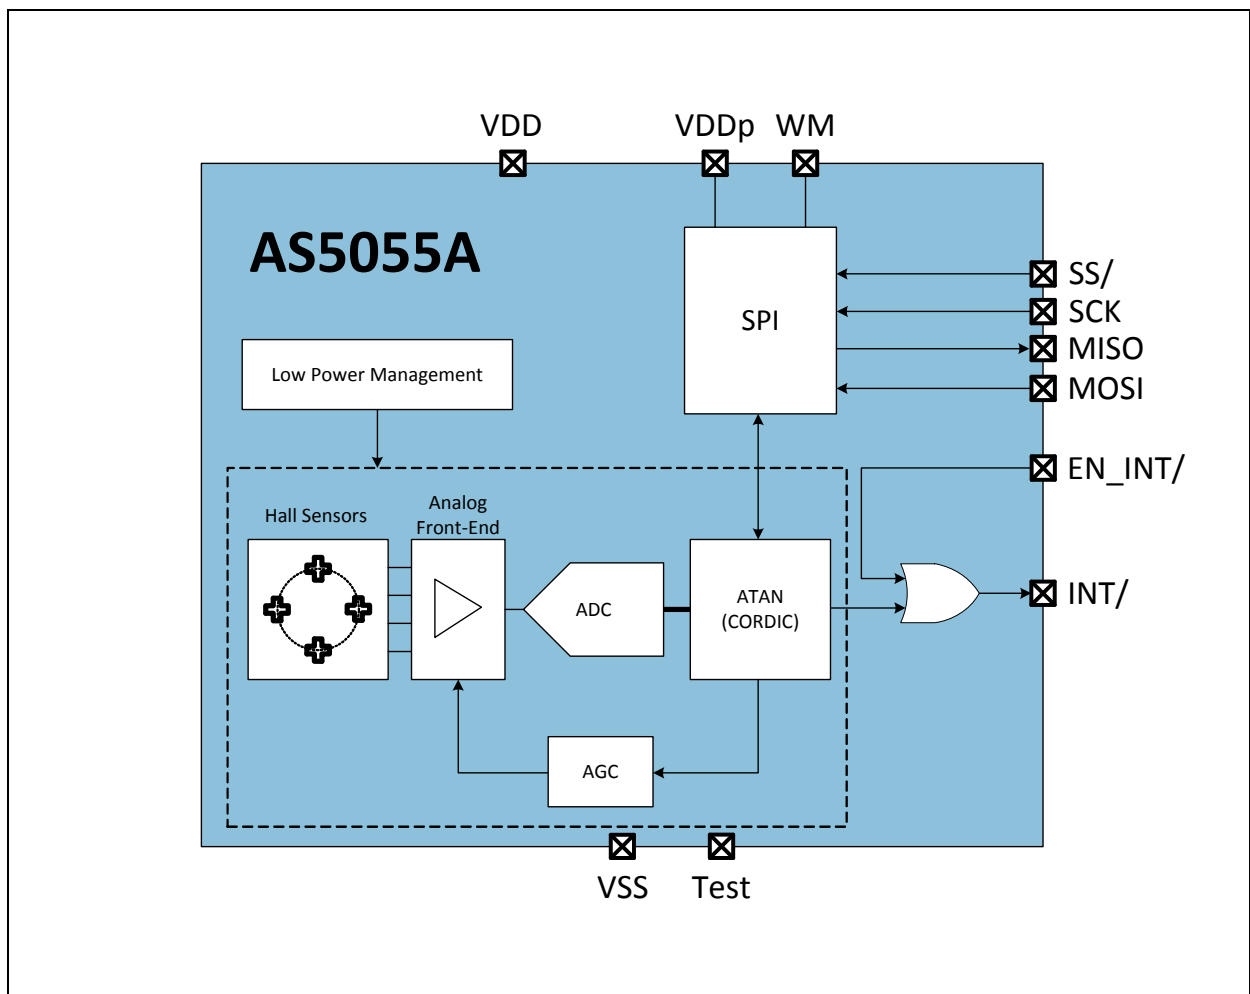 VDD
VDDp
WM
AS5055A
SPI
SS/
SCK
MISO
MOSI
Low Power Management
EN_INT/
Hall Sensors
Analog
Front-End
ADC
ATAN
(CORDIC)
INT/
AGC
VSS
Test